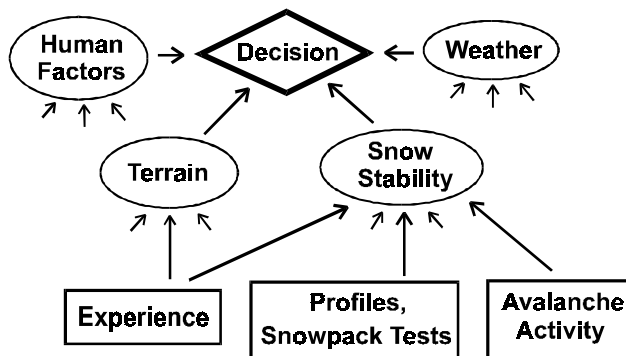 Human
Factors
Decision
Weather
Terrain
Snow
Stability
Experience
Profiles,
Snowpack Tests
Avalanche
Activity